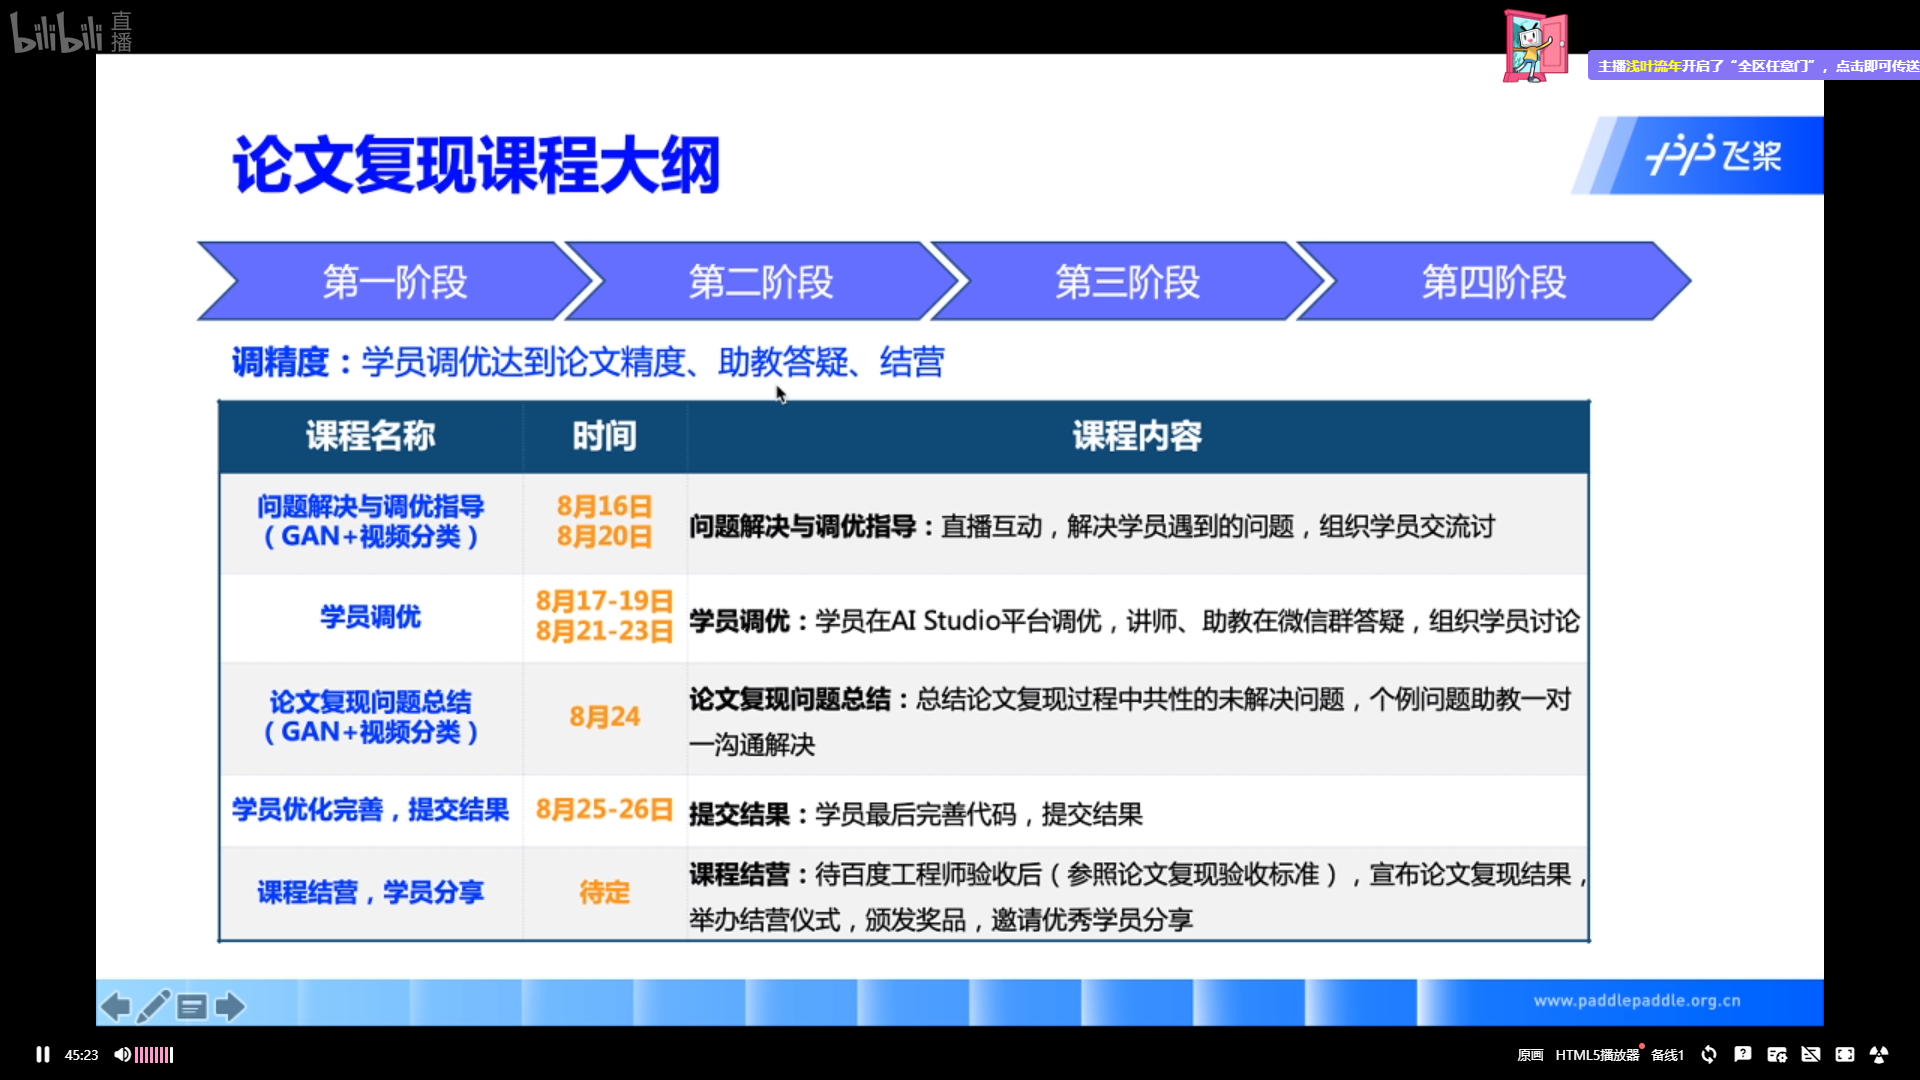 bilibili 直播
主播浅叶流年开启了“全区任意门”，点击即可传送
论文复现课程大纲
飞桨
第一阶段 第二阶段 第三阶段 第四阶段
调精度：学员调优达到论文精度、助教答疑、结营
课程名称 时间 课程内容
问题解决与调优指导
（GAN+视频分类）
8月16日
8月20日
问题解决与调优指导：直播互动，解决学员遇到的问题，组织学员交流讨
学员调优
8月17-19日
8月21-23日
学员调优：学员在AI Studio平台调优，讲师、助教在微信群答疑，组织学员讨论
论文复现问题总结
（GAN+视频分类）
8月24
论文复现问题总结：总结论文复现过程中共性的未解决问题，个例问题助教一对
一沟通解决
学员优化完善，提交结果
8月25-26日
提交结果：学员最后完善代码，提交结果
课程结营，学员分享
待定
课程结营：待百度工程师验收后（参照论文复现验收标准），宣布论文复现结果，
举办结营仪式，颁发奖品，邀请优秀学员分享
www.paddlepaddle.org.cn
45:23
原画 HTML5播放器 备线1